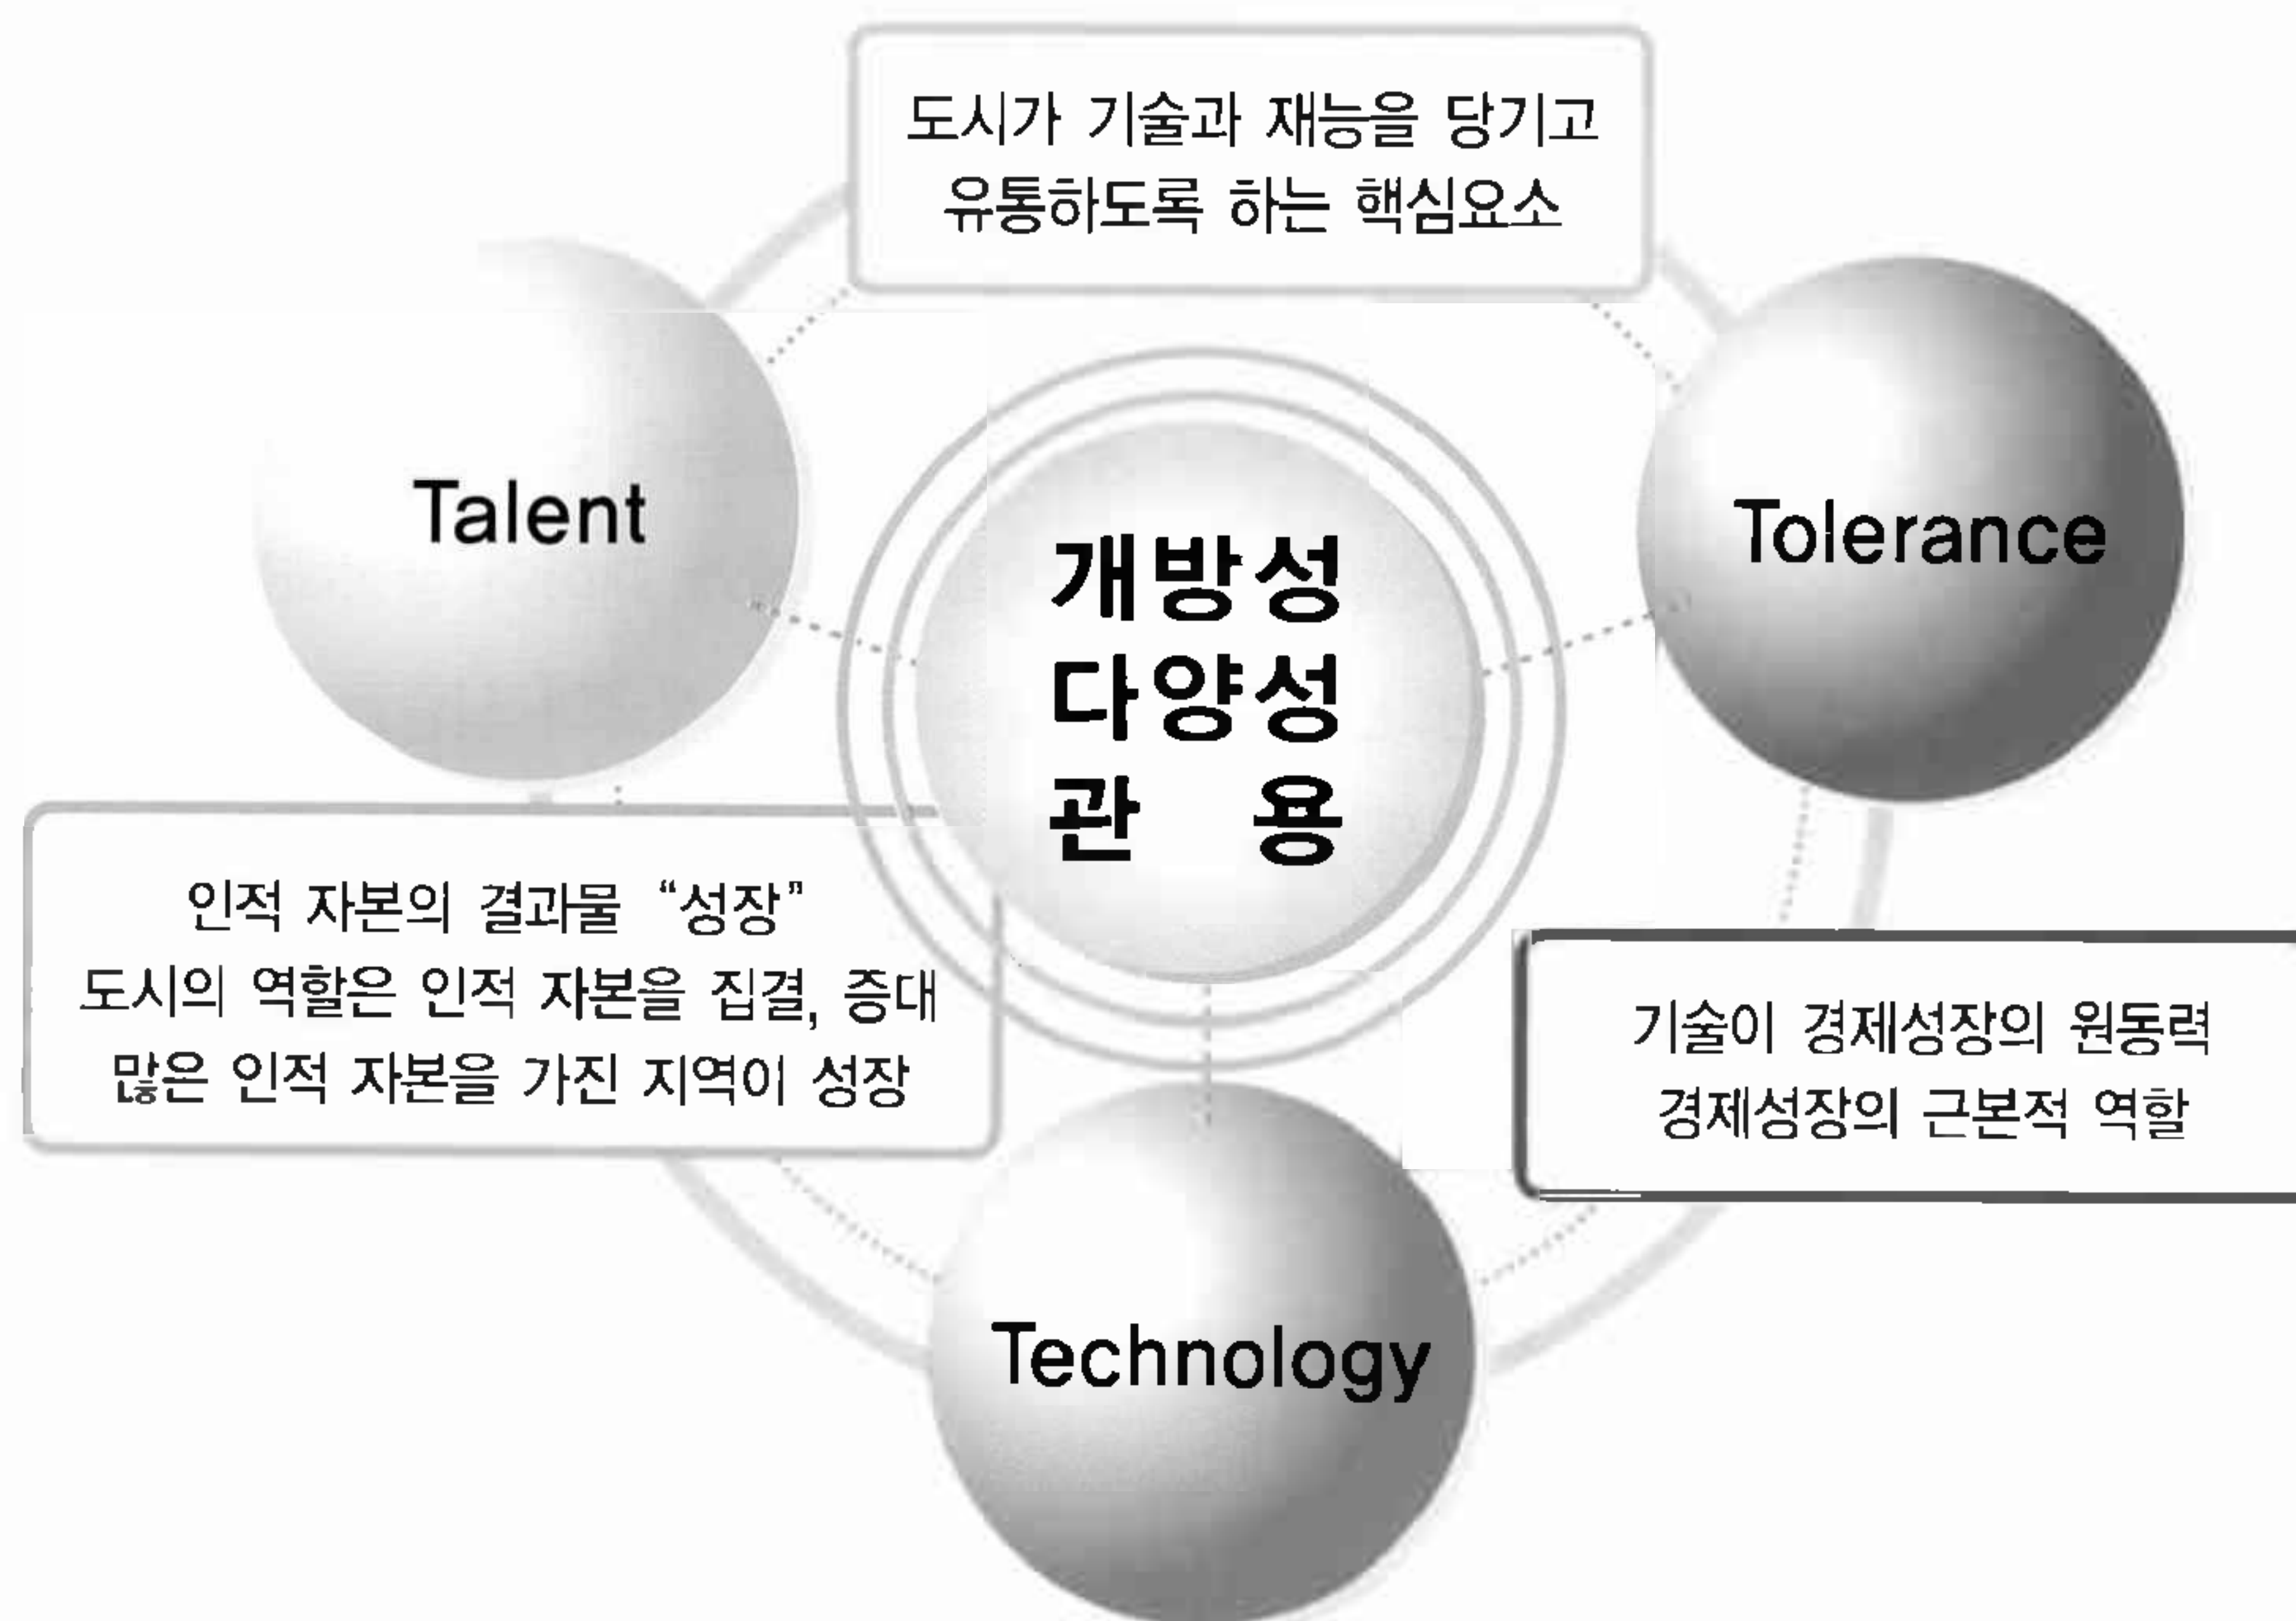 도시가 기술과 재능을 당기고
유통하도록 하는 핵심요소
Talent
Tolerance
개방성
다양성
관 용
인적 자본의 결과물 “성장”
도시의 역할은 인적 자본을 집결, 증대
많은 인적 자본을 가진 지역이 성장
기술이 경제성장의 원동력
경제성장의 근본적 역할
Technology